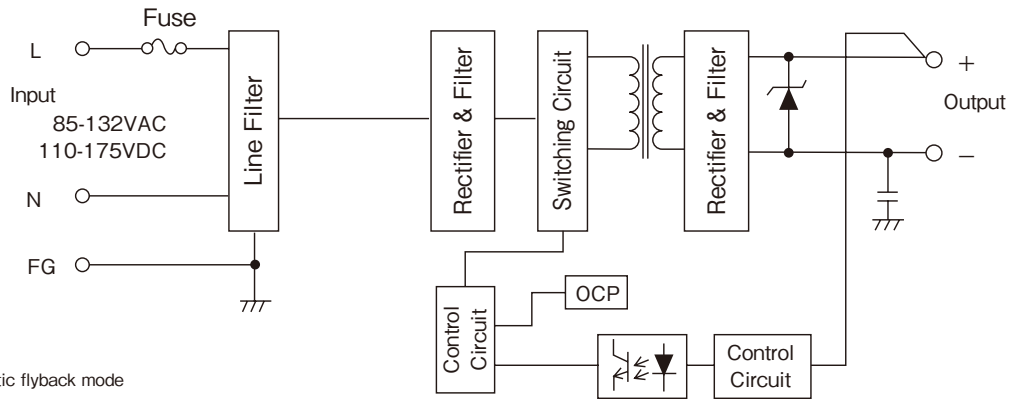 Fuse
L
Input
85-132VAC
110-175VDC
N
FG
Line Filter
Rectifier & Filter
Switching Circuit
Rectifier & Filter
+
Output
−
OCP
Control
Circuit
Control
Circuit
flyback mode